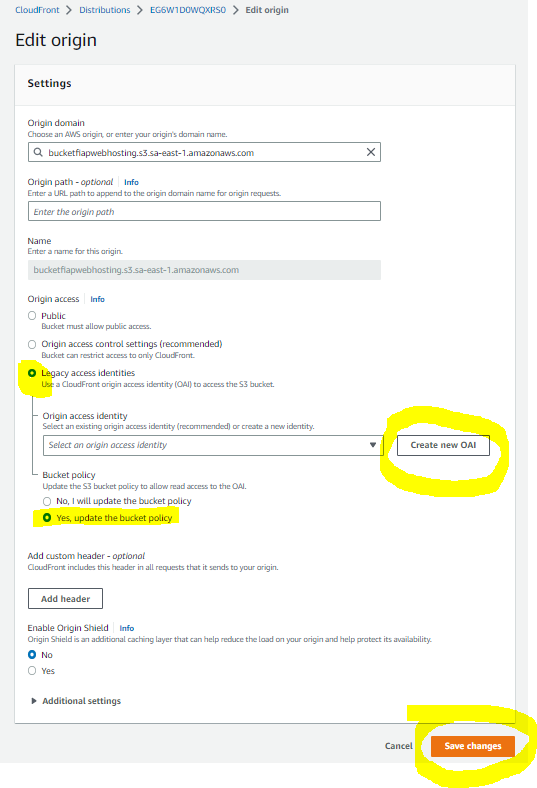 CloudFront > Distributions > EG6W1D0WQXRS0 > Edit origin
Edit origin
Settings
Origin domain
Choose an AWS origin, or enter your origin's domain name.
bucketflapwebhosting.s3.sa-east-1.amazonaws.com
Origin path - optional Info
Enter a URL path to append to the origin domain name for origin requests.
Enter the origin path
Name
Enter a name for this origin.
bucketflapwebhosting.s3.sa-east-1.amazonaws.com
Origin access Info
Public
Bucket must allow public access.
Origin access control settings (recommended)
Bucket can restrict access to only CloudFront.
Legacy access identities
Use a CloudFront origin access identity (OAI) to access the S3 bucket.
Origin access identity
Select an existing origin access identity (recommended) or create a new identity.
Select an origin access identity
Create new OAI
Bucket policy
Update the S3 bucket policy to allow read access to the OAI.
No, I will update the bucket policy
Yes, update the bucket policy
Add custom header - optional
CloudFront includes this header in all requests that it sends to your origin.
Add header
Enable Origin Shield Info
Origin Shield is an additional caching layer that can help reduce the load on your origin and help protect its availability.
No
Yes
Additional settings
Cancel
Save changes